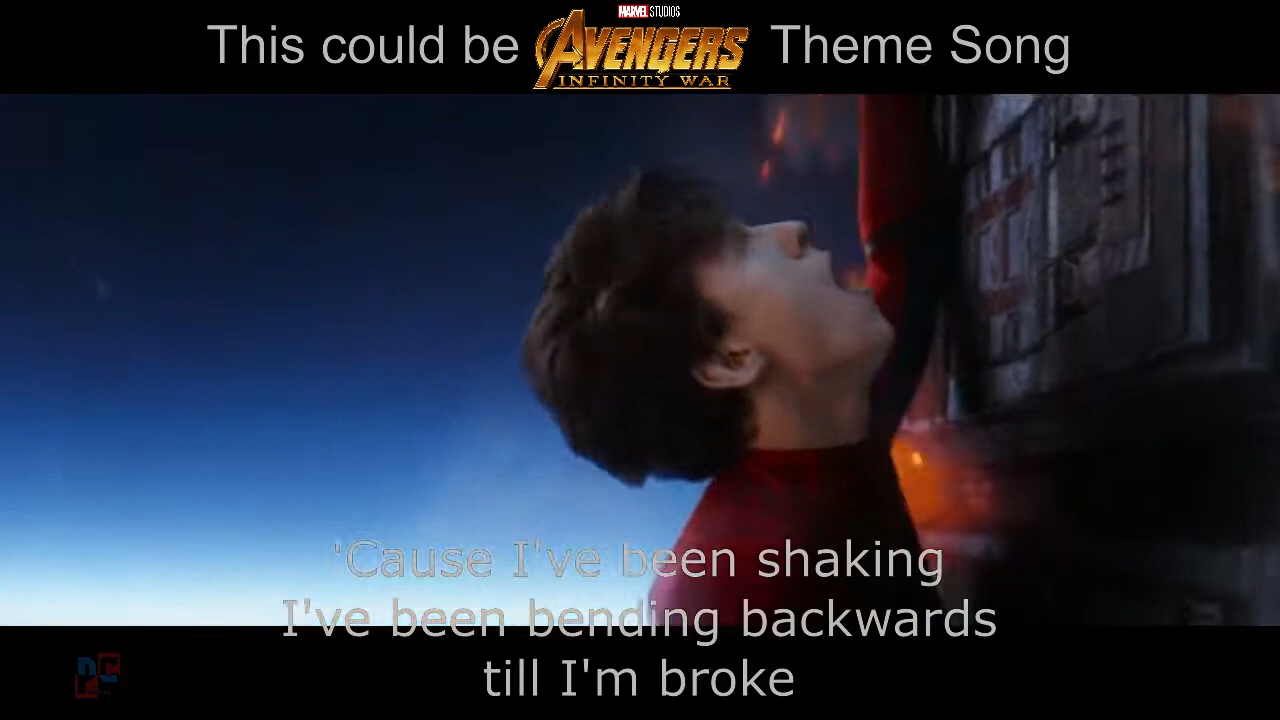 MARVEL STUDIOS
This could be AVENGERS Theme Song
INFINITY WAR
'Cause I've been shaking
I've been bending backwards
till I'm broke